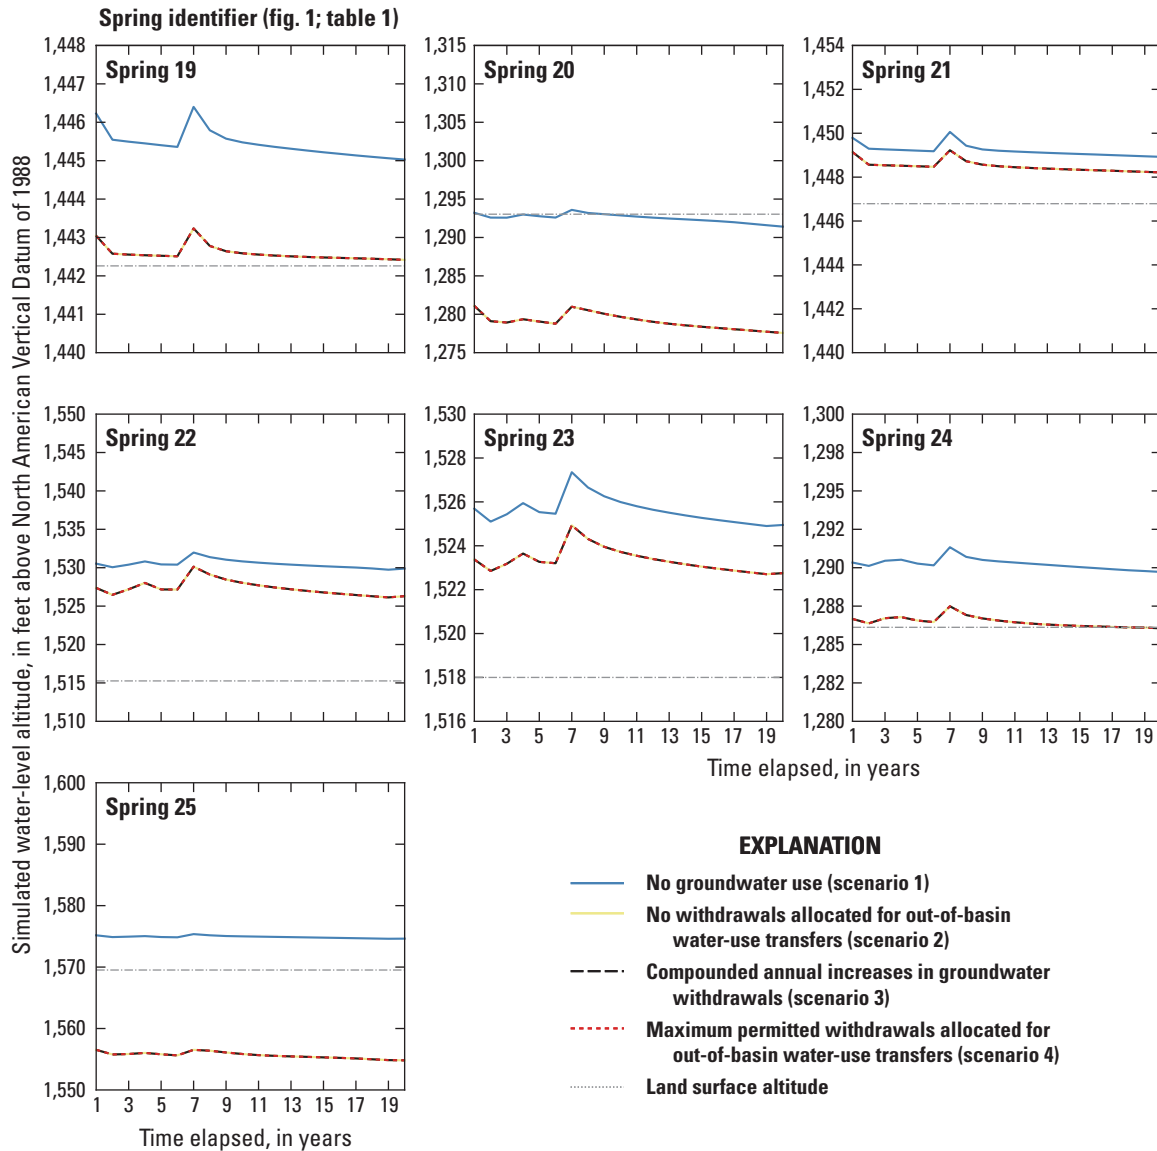 Spring identifier (fig. 1; table 1)
Simulated water-level altitude, in feet above North American Vertical Datum of 1988
Spring 19
1,448
1,447
1,446
1,445
1,444
1,443
1,442
1,441
1,440
Spring 20
1,315
1,310
1,305
1,300
1,295
1,290
1,285
1,280
1,275
Spring 21
1,454
1,452
1,450
1,448
1,446
1,444
1,442
1,440
Spring 22
1,550
1,545
1,540
1,535
1,530
1,525
1,520
1,515
1,510
Spring 23
1,530
1,528
1,526
1,524
1,522
1,520
1,518
1,516
1 3 5 7 9 11 13 15 17 19
Spring 24
1,300
1,298
1,295
1,292
1,290
1,288
1,285
1,282
1,280
1 3 5 7 9 11 13 15 17 19
Time elapsed, in years
Spring 25
1,600
1,590
1,580
1,570
1,560
1,550
1 3 5 7 9 11 13 15 17 19
Time elapsed, in years
EXPLANATION
No groundwater use (scenario 1)
No withdrawals allocated for out-of-basin
water-use transfers (scenario 2)
Compounded annual increases in groundwater
withdrawals (scenario 3)
Maximum permitted withdrawals allocated for
out-of-basin water-use transfers (scenario 4)
Land surface altitude